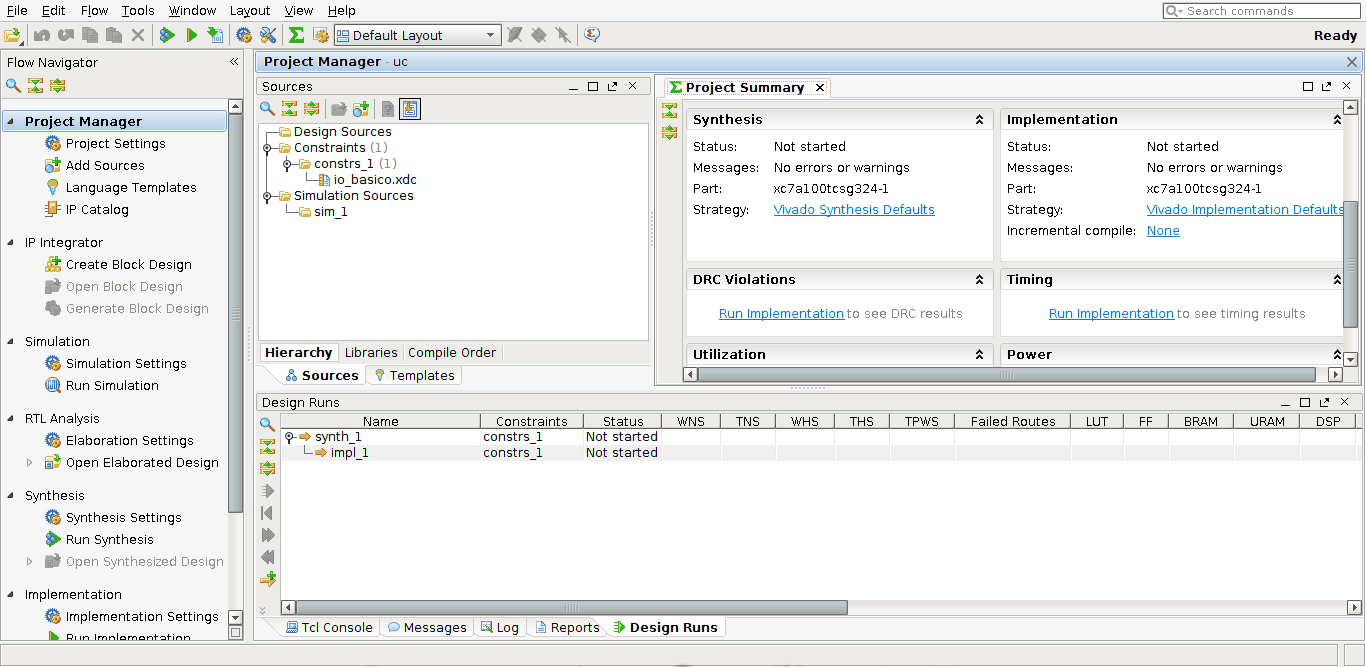 File Edit Flow Tools Window Layout View Help
Search commands
Default Layout
Ready
Flow Navigator
Project Manager
Project Settings
Add Sources
Language Templates
IP Catalog
IP Integrator
Create Block Design
Open Block Design
Generate Block Design
Simulation
Simulation Settings
Run Simulation
RTL Analysis
Elaboration Settings
Open Elaborated Design
Synthesis
Synthesis Settings
Run Synthesis
Open Synthesized Design
Implementation
Implementation Settings
Run Implementation
Project Manager - uc
Sources
Design Sources
Constraints (1)
constrs_1 (1)
io_basico.xdc
Simulation Sources
sim_1
Hierarchy Libraries Compile Order
Sources Templates
Project Summary
Synthesis
Status: Not started
Messages: No errors or warnings
Part: xc7a100tcsg324-1
Strategy: Vivado Synthesis Defaults
Implementation
Status: Not started
Messages: No errors or warnings
Part: xc7a100tcsg324-1
Strategy: Vivado Implementation Defaults
Incremental compile: None
DRC Violations
Run Implementation to see DRC results
Timing
Run Implementation to see timing results
Utilization
Power
Design Runs
Name Constraints Status WNS TNS WHS THS TPWS Failed Routes LUT FF BRAM URAM DSP
synth_1 constrs_1 Not started
impl_1 constrs_1 Not started
Tcl Console Messages Log Reports Design Runs